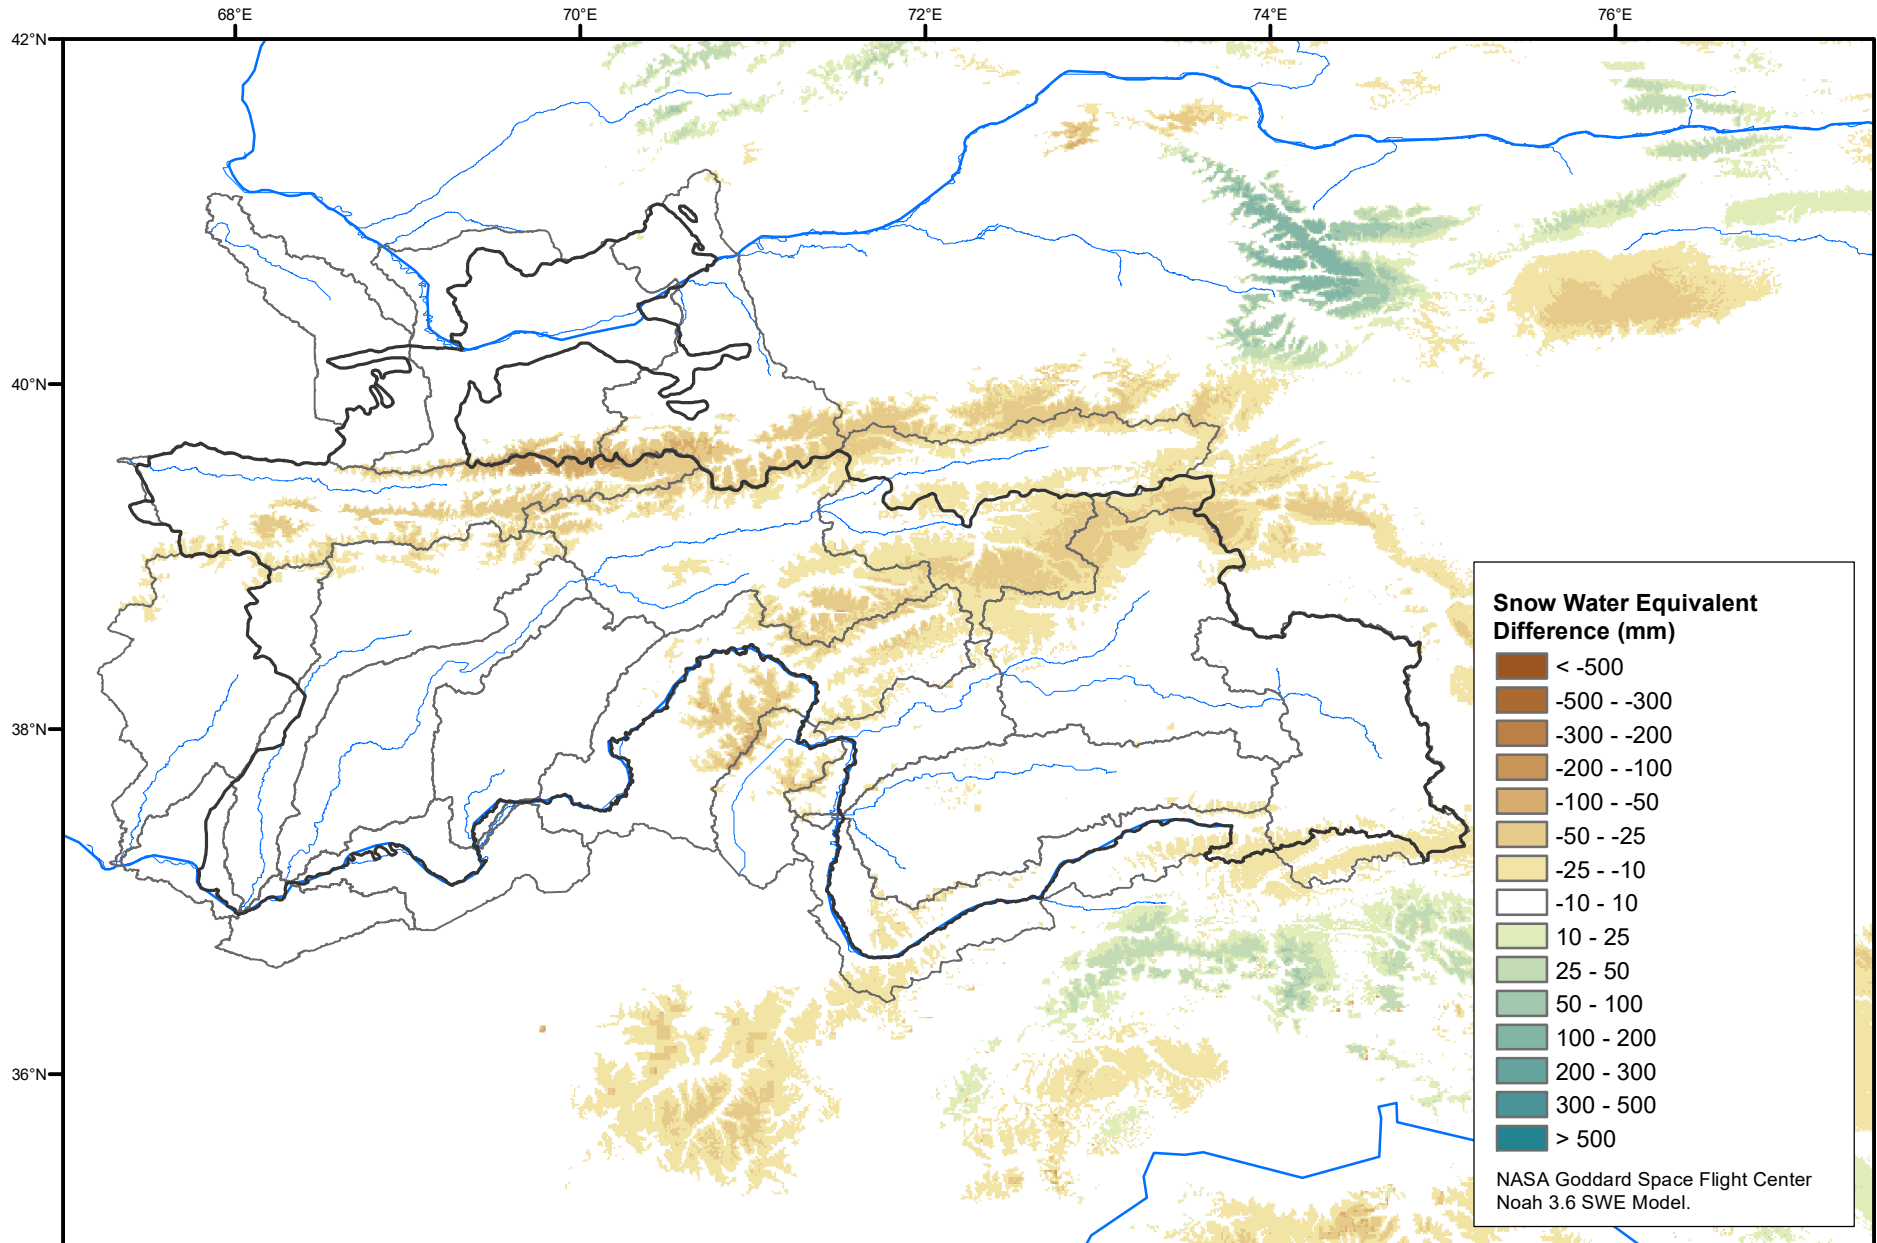 68°E 70°E 72°E 74°E 76°E
42°N
40°N
38°N
36°N
Snow Water Equivalent
Difference (mm)
< -500
-500 - -300
-300 - -200
-200 - -100
-100 - -50
-50 - -25
-25 - -10
-10 - 10
10 - 25
25 - 50
50 - 100
100 - 200
200 - 300
300 - 500
> 500
NASA Goddard Space Flight Center
Noah 3.6 SWE Model.